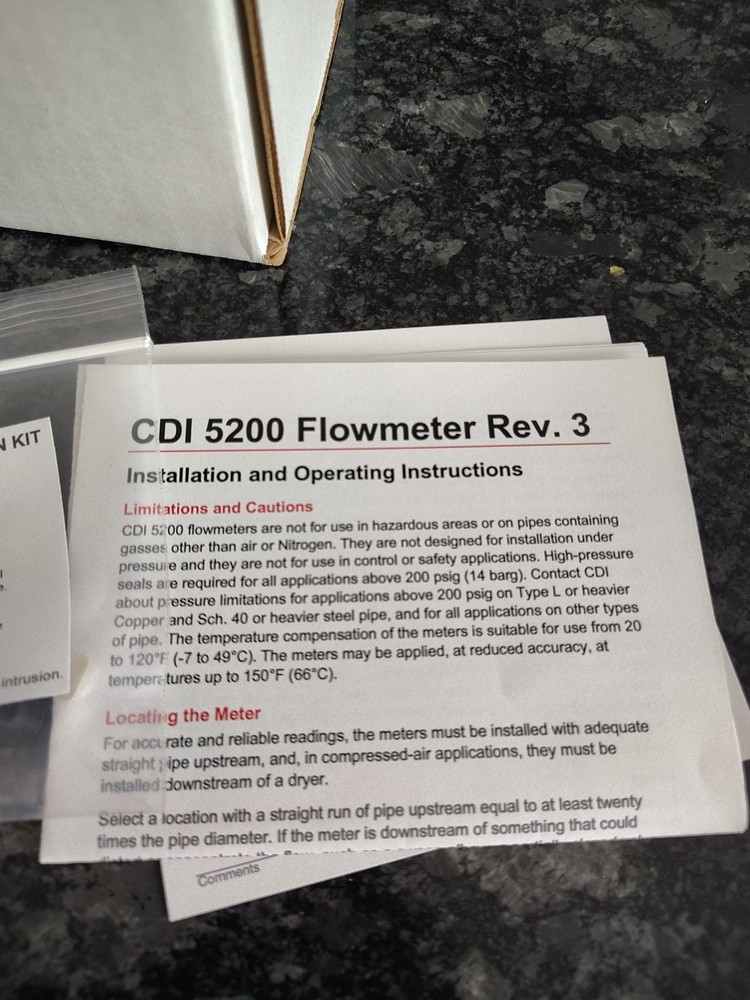 N KIT
intrusion.
CDI 5200 Flowmeter Rev. 3
Installation and Operating Instructions
Limitations and Cautions
CDI 5200 flowmeters are not for use in hazardous areas or on pipes containing
gasses other than air or Nitrogen. They are not designed for installation under
pressure and they are not for use in control or safety applications. High-pressure
seals are required for all applications above 200 psig (14 barg). Contact CDI
about pressure limitations for applications above 200 psig on Type L or heavier
Copper and Sch. 40 or heavier steel pipe, and for all applications on other types
of pipe. The temperature compensation of the meters is suitable for use from 20
to 120°F (-7 to 49°C). The meters may be applied, at reduced accuracy, at
temperatures up to 150°F (66°C).
Locating the Meter
For accurate and reliable readings, the meters must be installed with adequate
straight pipe upstream, and, in compressed-air applications, they must be
installed downstream of a dryer.
Select a location with a straight run of pipe upstream equal to at least twenty
times the pipe diameter. If the meter is downstream of something that could
Comments